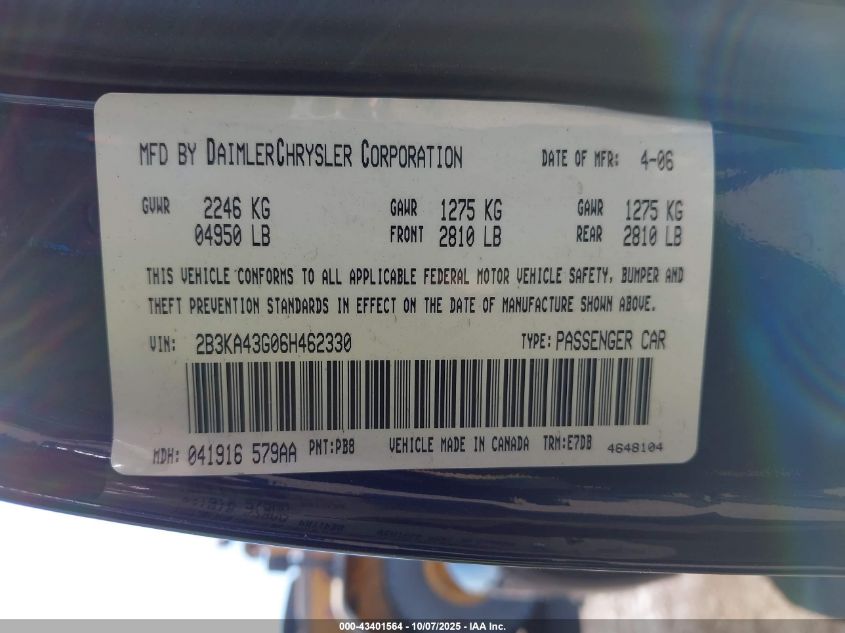 MFD BY DAIMLERCHRYSLER CORPORATION DATE OF MFR: 4-06
GVWR 2246 KG GAWR 1275 KG GAWR 1275 KG
04950 LB FRONT 2810 LB REAR 2810 LB
THIS VEHICLE CONFORMS TO ALL APPLICABLE FEDERAL MOTOR VEHICLE SAFETY, BUMPER AND
THEFT PREVENTION STANDARDS IN EFFECT ON THE DATE OF MANUFACTURE SHOWN ABOVE.
VIN: 2B3KA43G06H462330 TYPE: PASSENGER CAR
MDH: 041916 579AA PNT: PB8 VEHICLE MADE IN CANADA TRM: E7DB 4648104
000-43401564 - 10/07/2025 - IAA Inc.